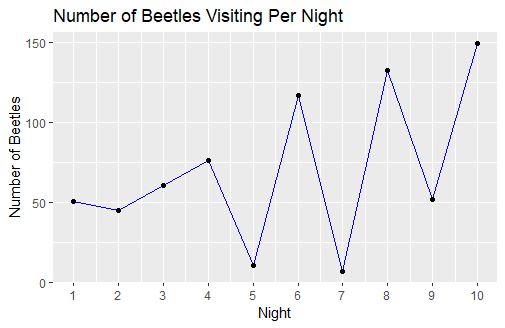 Number of Beetles Visiting Per Night
Number of Beetles
150
100
50
0
1 2 3 4 5 6 7 8 9 10
Night